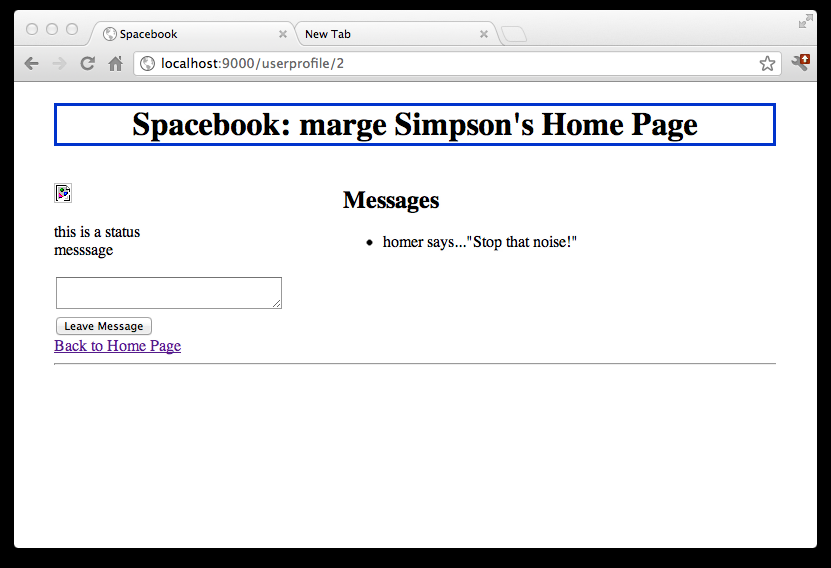 Spacebook
New Tab
localhost:9000/userprofile/2
Spacebook: marge Simpson's Home Page
this is a status
messsage
Leave Message
Back to Home Page
Messages
homer says..."Stop that noise!"